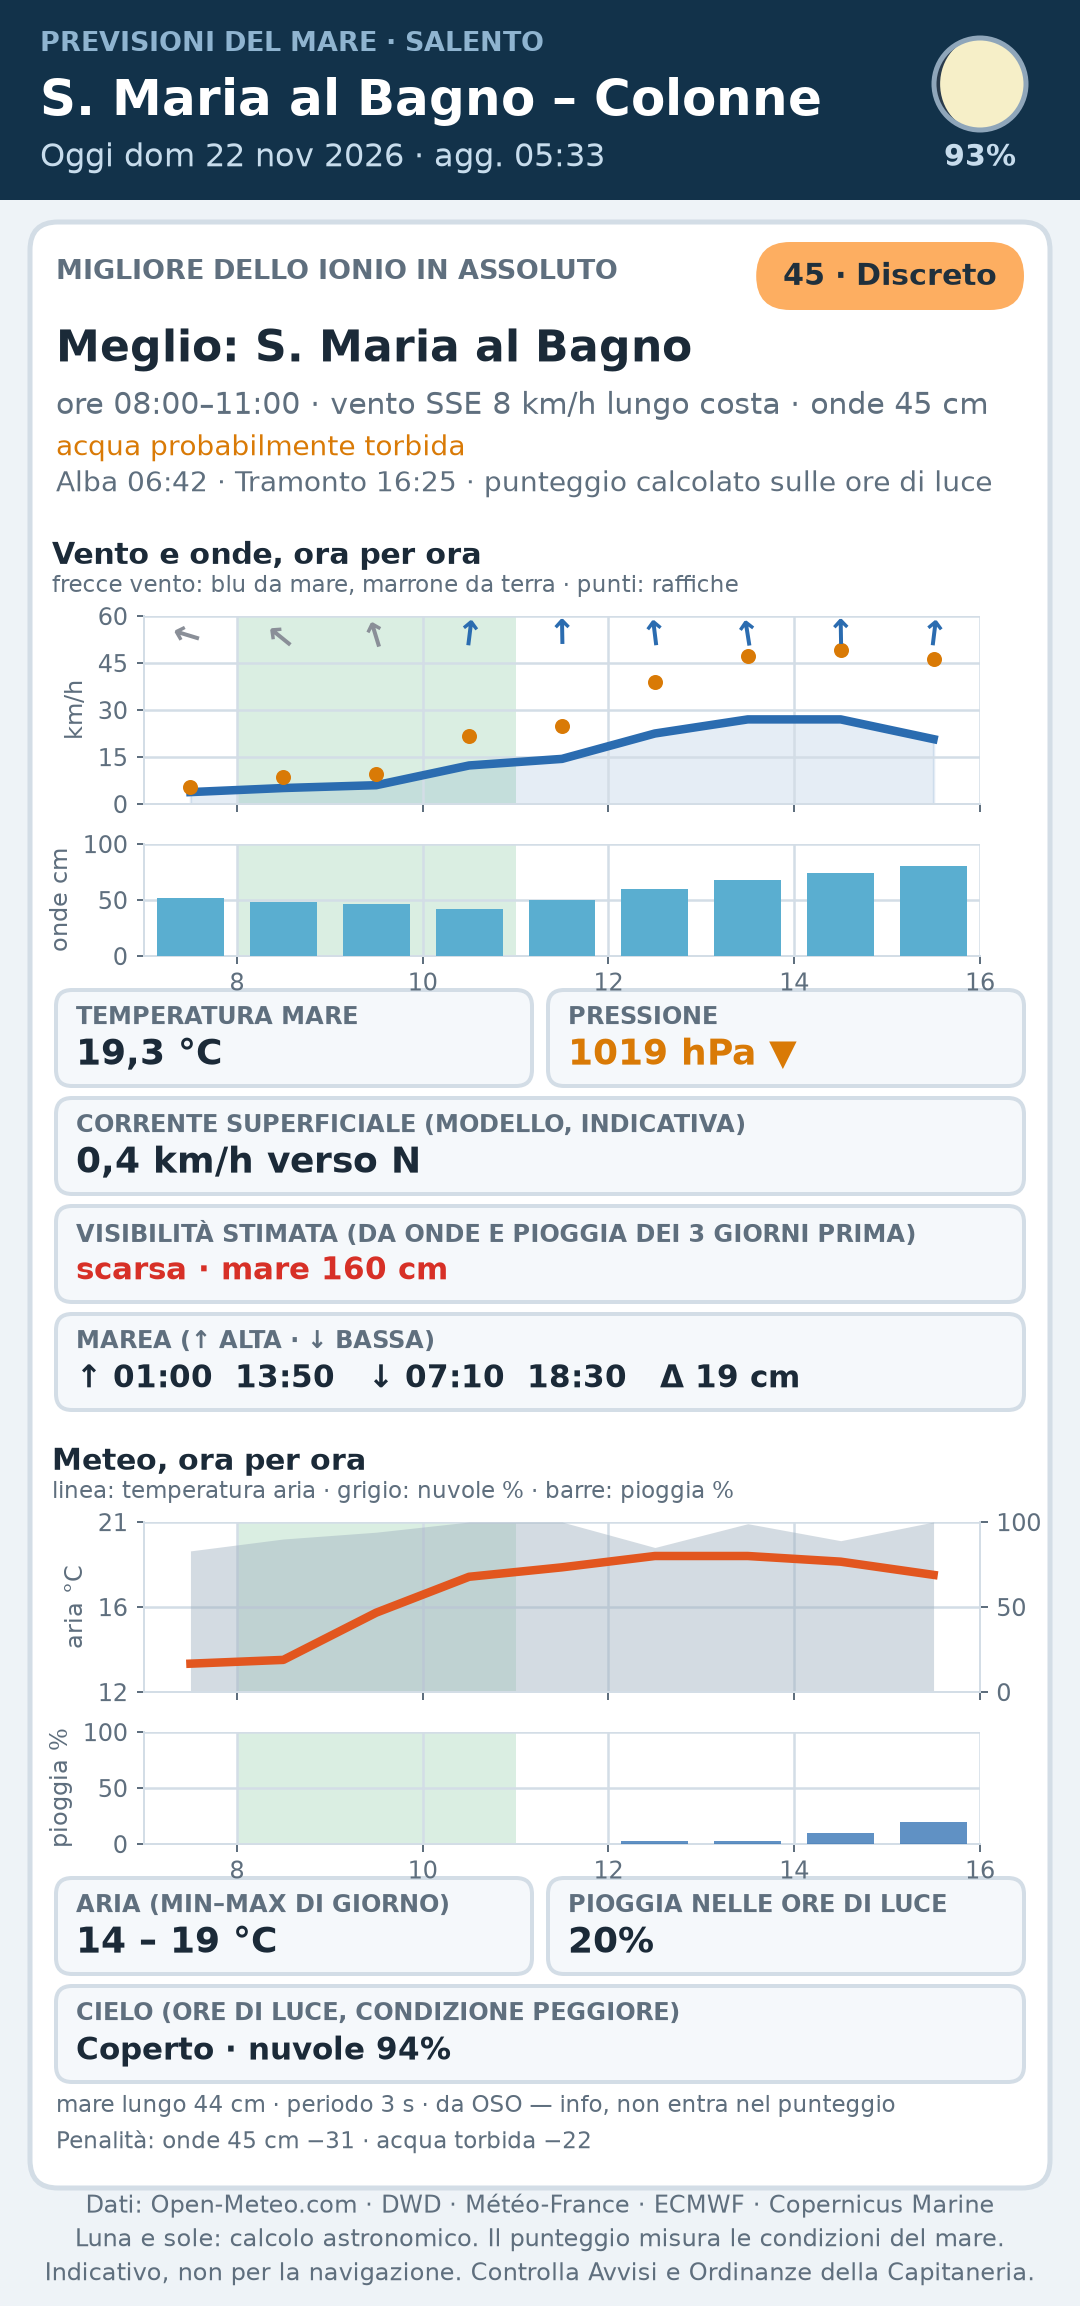 PREVISIONI DEL MARE · SALENTO
S. Maria al Bagno – Colonne
Oggi dom 22 nov 2026 · agg. 05:33
93%
MIGLIORE DELLO IONIO IN ASSOLUTO
45 · Discreto
Meglio: S. Maria al Bagno
ore 08:00–11:00 · vento SSE 8 km/h lungo costa · onde 45 cm
acqua probabilmente torbida
Alba 06:42 · Tramonto 16:25 · punteggio calcolato sulle ore di luce
Vento e onde, ora per ora
frecce vento: blu da mare, marrone da terra · punti: raffiche
km/h
60
45
30
15
0
onde cm
100
50
0
8 10 12 14 16
TEMPERATURA MARE
19,3 °C
PRESSIONE
1019 hPa ▼
CORRENTE SUPERFICIALE (MODELLO, INDICATIVA)
0,4 km/h verso N
VISIBILITÀ STIMATA (DA ONDE E PIOGGIA DEI 3 GIORNI PRIMA)
scarsa · mare 160 cm
MAREA (↑ ALTA · ↓ BASSA)
↑ 01:00 13:50 ↓ 07:10 18:30 Δ 19 cm
Meteo, ora per ora
linea: temperatura aria · grigio: nuvole % · barre: pioggia %
aria °C
21
16
12
100
50
0
pioggia %
100
50
0
8 10 12 14 16
ARIA (MIN–MAX DI GIORNO)
14 – 19 °C
PIOGGIA NELLE ORE DI LUCE
20%
CIELO (ORE DI LUCE, CONDIZIONE PEGGIORE)
Coperto · nuvole 94%
mare lungo 44 cm · periodo 3 s · da OSO — info, non entra nel punteggio
Penalità: onde 45 cm −31 · acqua torbida −22
Dati: Open-Meteo.com · DWD · Météo-France · ECMWF · Copernicus Marine
Luna e sole: calcolo astronomico. Il punteggio misura le condizioni del mare.
Indicativo, non per la navigazione. Controlla Avvisi e Ordinanze della Capitaneria.